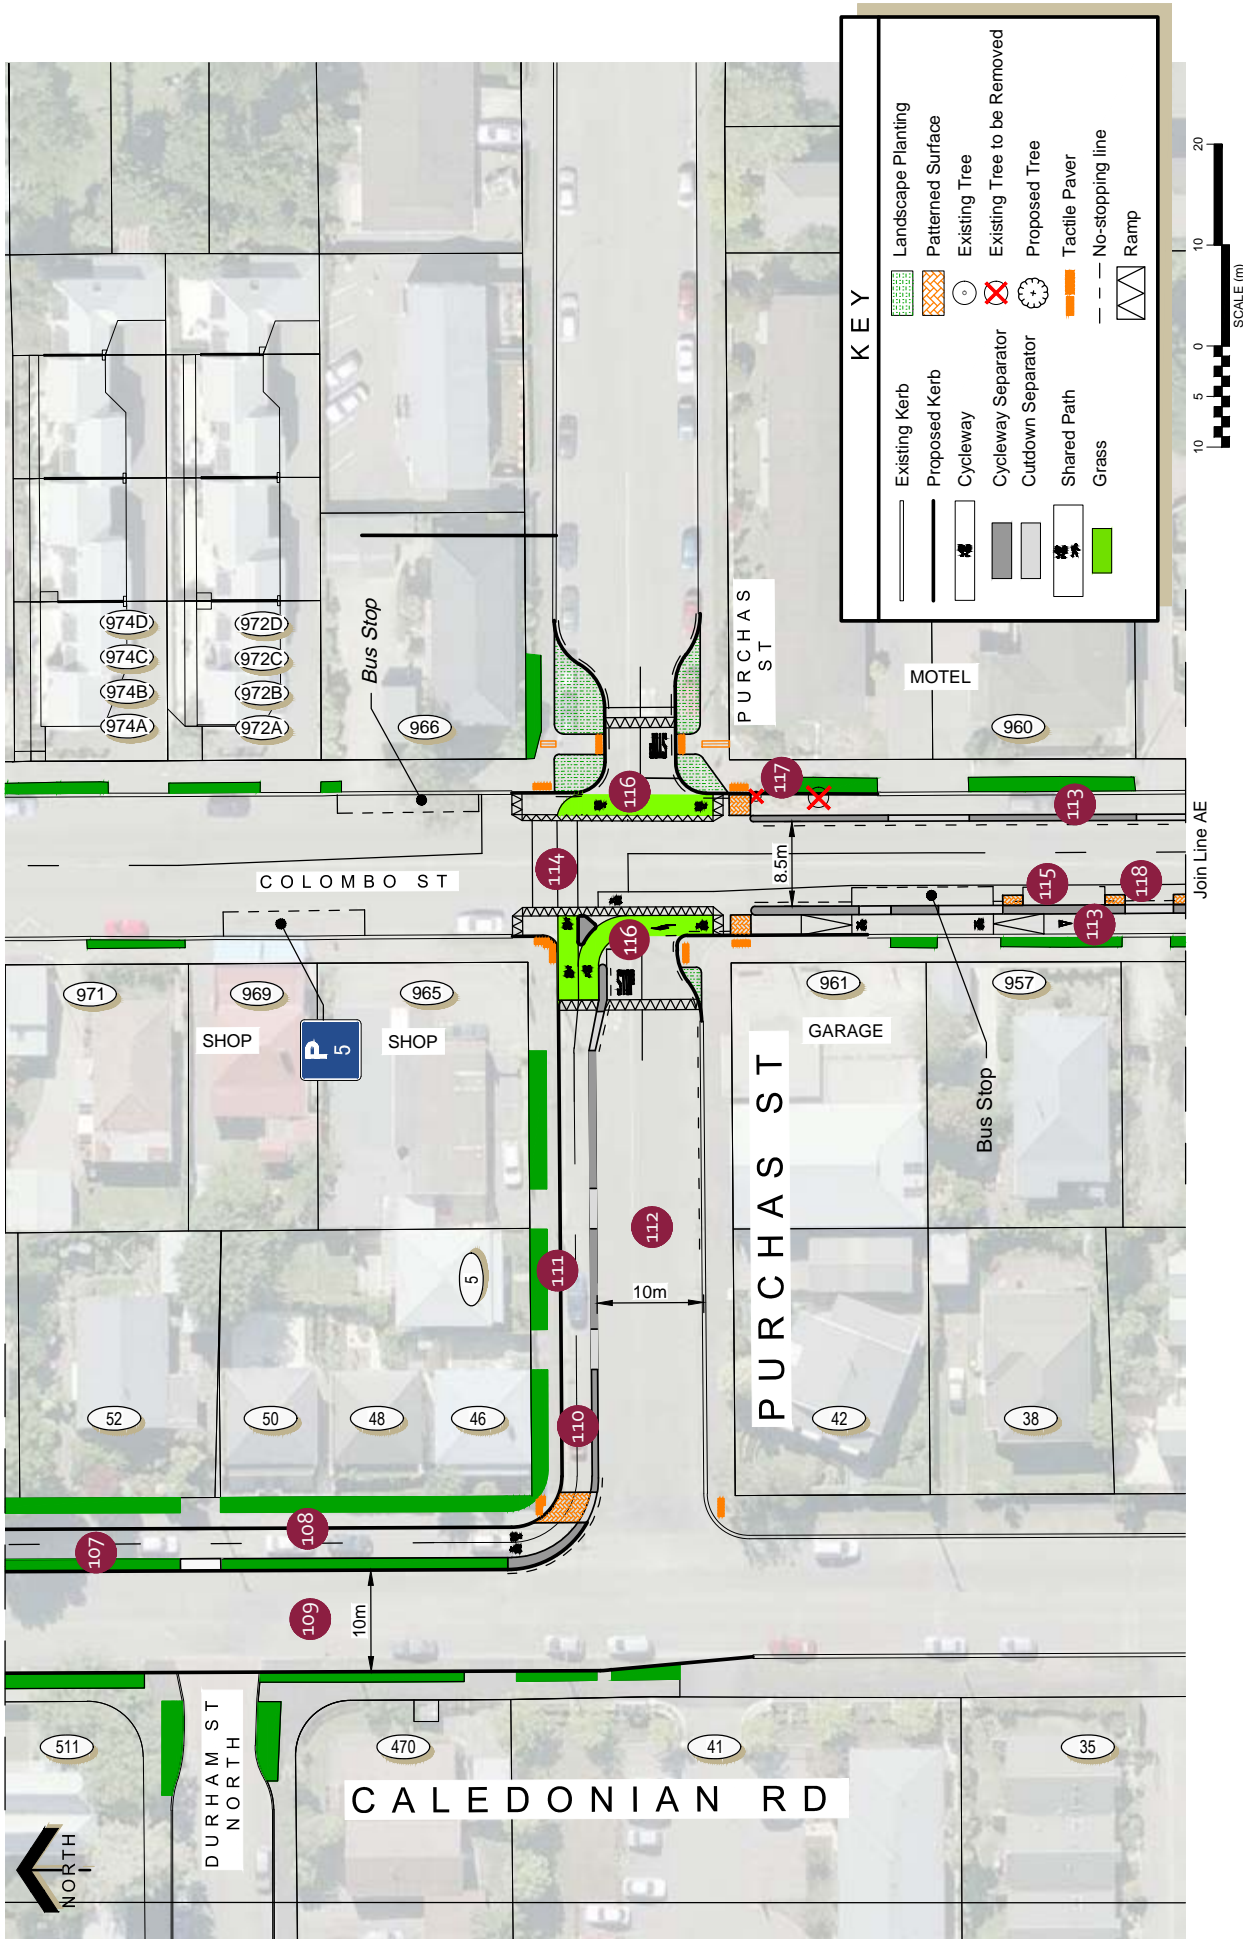 KEY
Existing Kerb
Proposed Kerb
Cycleway
Cycleway Separator
Cutdown Separator
Shared Path
Grass
Landscape Planting
Patterned Surface
Existing Tree
Existing Tree to be Removed
Proposed Tree
Tactile Paver
No-stopping line
Ramp
10
5
0
10
20
SCALE (m)
974D
974C
974B
974A
972D
972C
972B
972A
Bus Stop
966
PURCHAS
ST
MOTEL
960
116
117
113
Join Line AE
COLOMBO ST
114
8.5m
115
118
113
116
971
969
965
SHOP
P
5
SHOP
961
GARAGE
957
Bus Stop
PURCHAS ST
5
111
112
10m
52
50
48
46
110
42
38
107
108
109
10m
511
DURHAM ST
NORTH
470
41
35
CALEDONIAN RD
NORTH